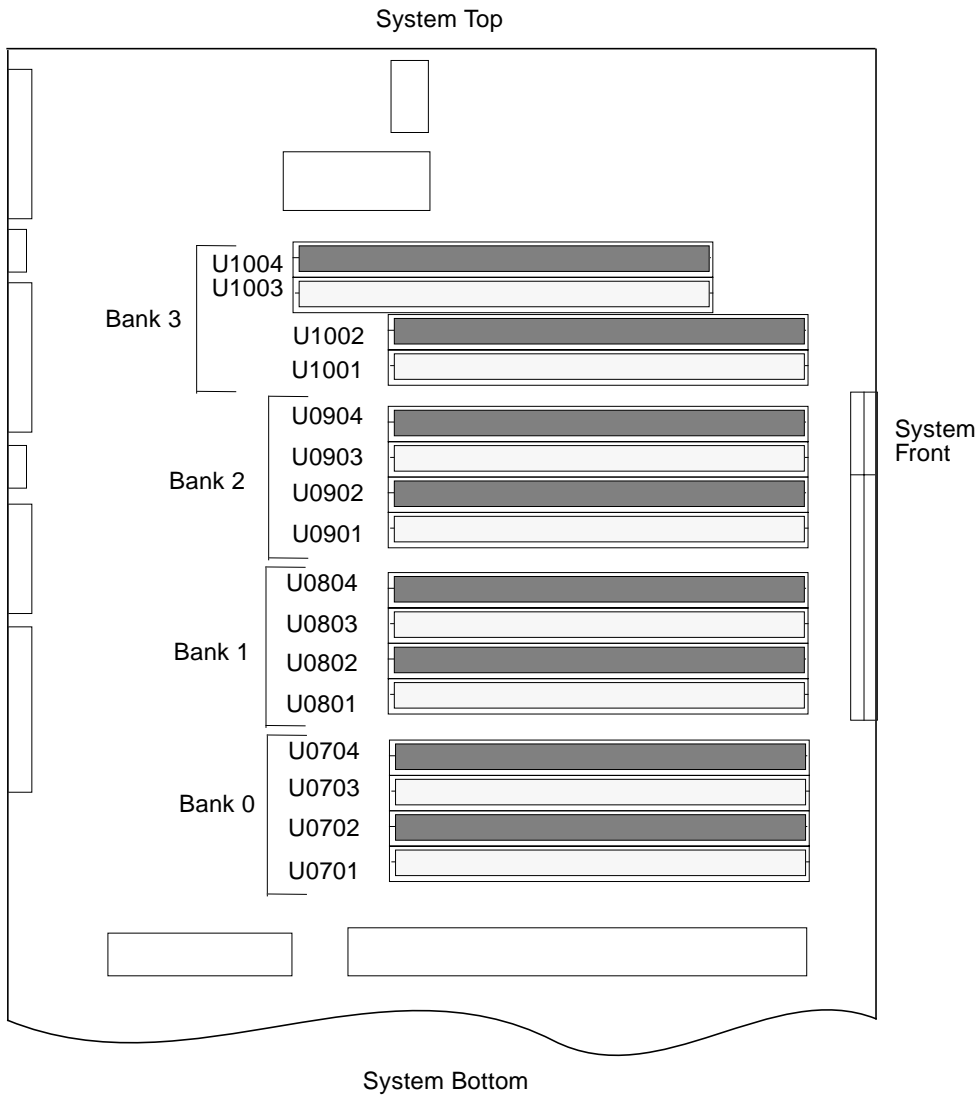 System Top
U1004
U1003
Bank 3
U1002
U1001
U0904
System
Front
U0903
Bank 2
U0902
U0901
U0804
U0803
Bank 1
U0802
U0801
U0704
U0703
Bank 0
U0702
U0701
System Bottom